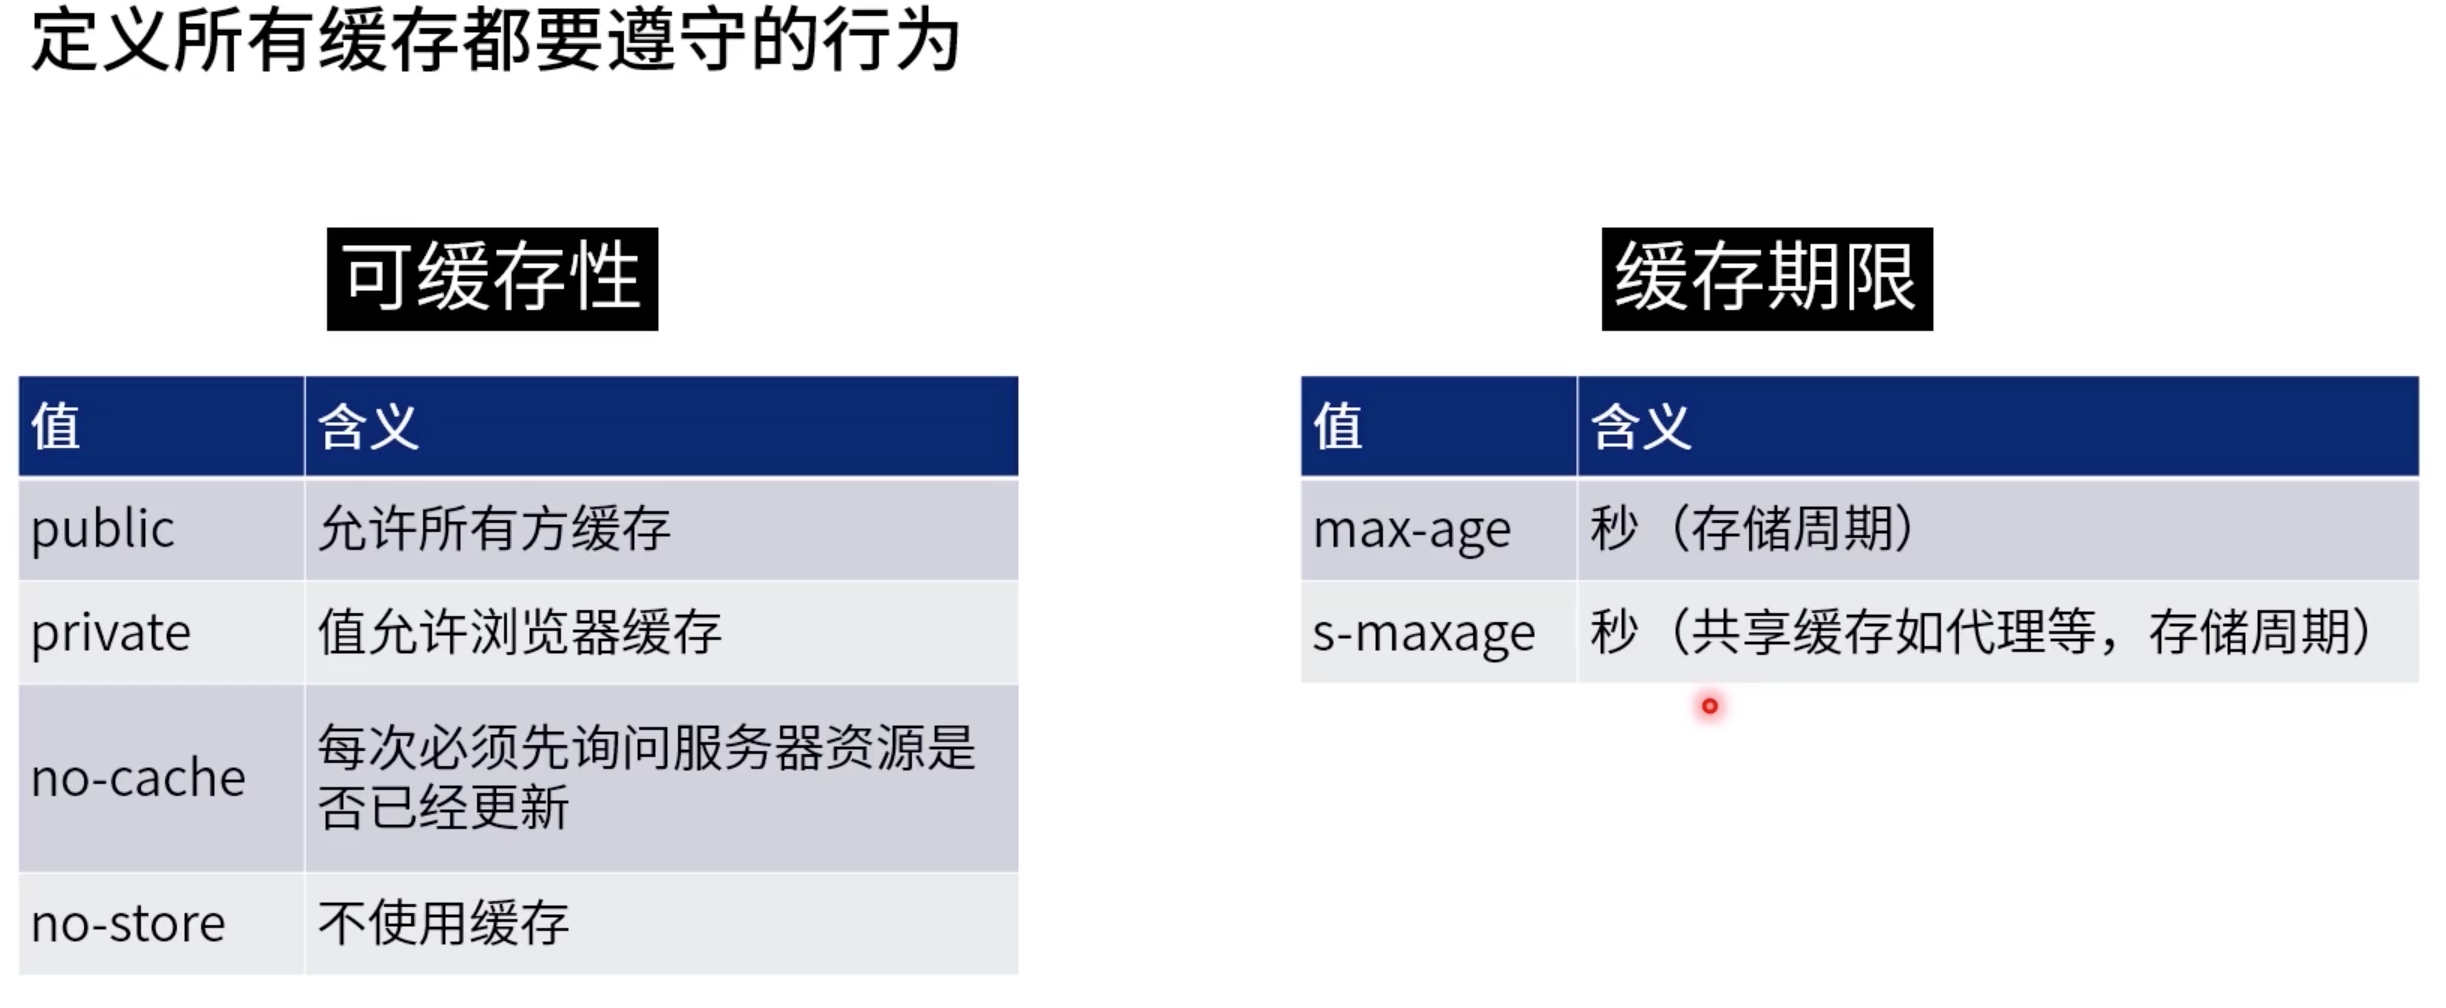 定义所有缓存都要遵守的行为
可缓存性
值 含义
public 允许所有方缓存
private 值允许浏览器缓存
no-cache 每次必须先询问服务器资源是
否已经更新
no-store 不使用缓存
缓存期限
值 含义
max-age 秒（存储周期）
s-maxage 秒（共享缓存如代理等，存储周期）